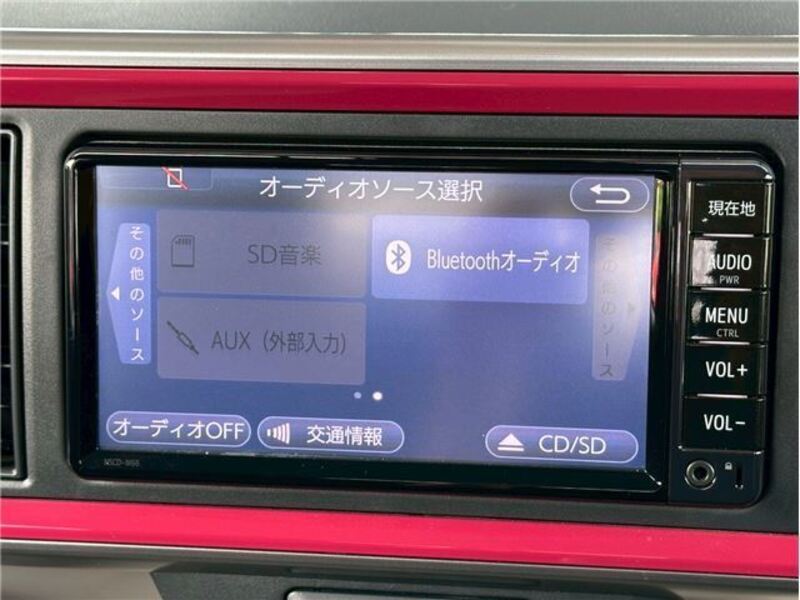 オーディオソース選択
その他のソース
SD音楽
Bluetoothオーディオ
その他のソース
AUX（外部入力）
オーディオOFF
交通情報
CD/SD
現在地
AUDIO
PWR
MENU
CTRL
VOL+
VOL-
NSCD-W66